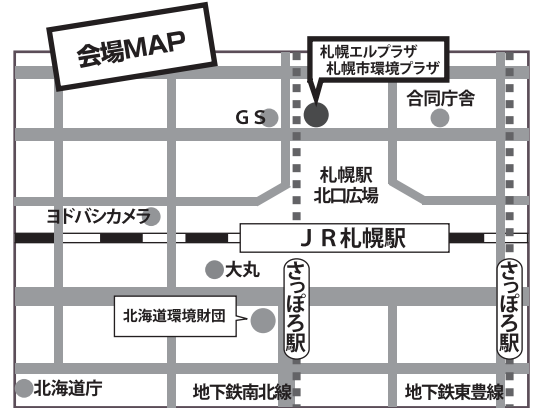 会場MAP
札幌エルプラザ
札幌市環境プラザ
合同庁舎
ＧＳ
札幌駅
北口広場
ヨドバシカメラ
ＪＲ札幌駅
大丸
さっぽろ駅
さっぽろ駅
北海道環境財団
北海道庁
地下鉄南北線
地下鉄東豊線